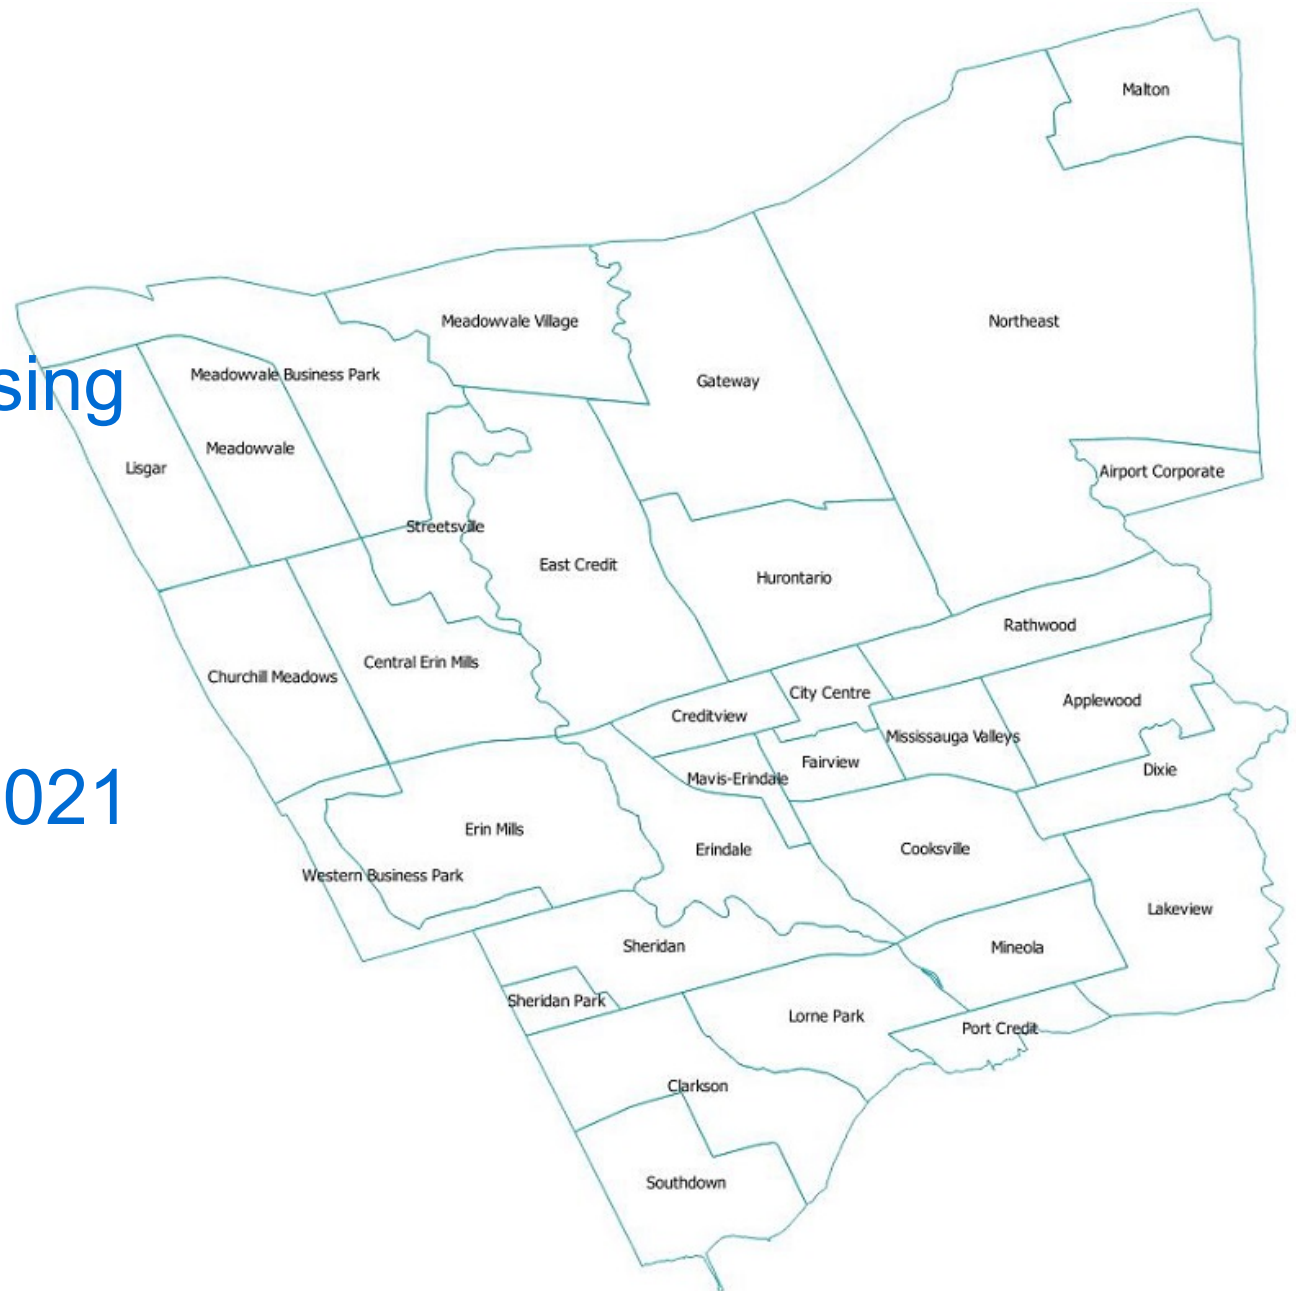 Malton
Meadowvale Village
Northeast
Meadowvale Business Park
Gateway
sing
Meadowvale
Lisgar
Airport Corporate
Streetsville
East Credit
Hurontario
Rathwood
Central Erin Mills
Churchill Meadows
City Centre
Applewood
Creditview
Mississauga Valleys
Fairview
Dixie
Mavis-Erindale
021
Erin Mills
Erindale
Cooksville
Western Business Park
Lakeview
Sheridan
Mineola
Sheridan Park
Lorne Park
Port Credit
Clarkson
Southdown